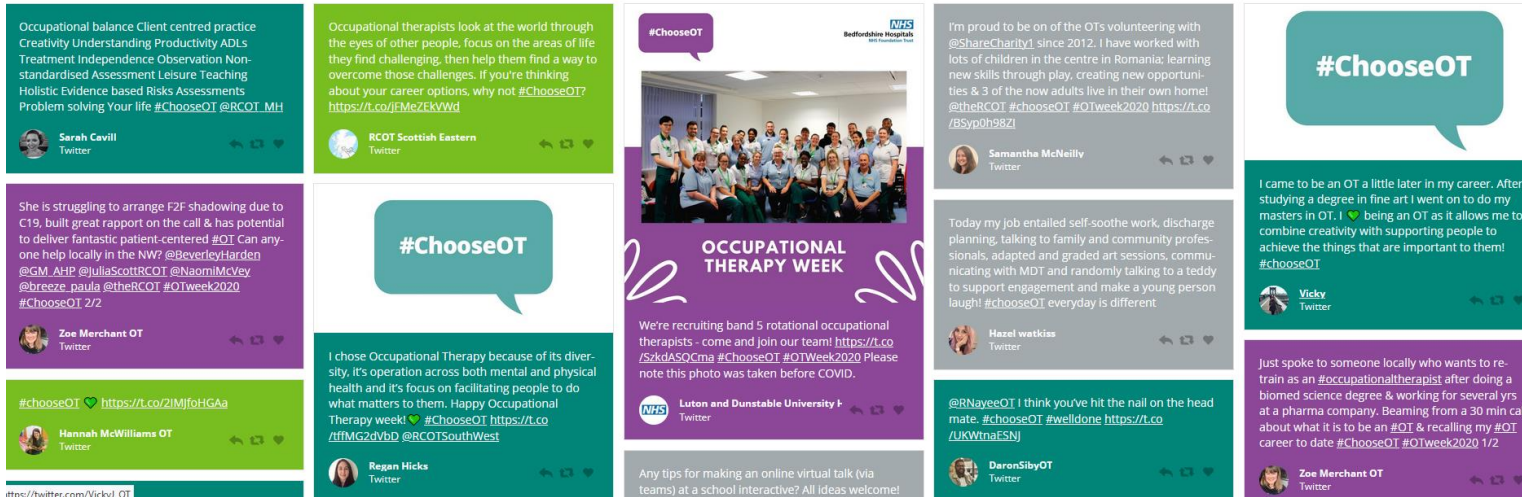 Occupational balance Client centred practice
Creativity Understanding Productivity ADLs
Treatment Independence Observation Non-
standardised Assessment Leisure Teaching
Holistic Evidence based Risks Assessments
Problem solving Your life #ChooseOT @RCOT_MH
Sarah Cavill
Twitter
She is struggling to arrange F2F shadowing due to
C19, built great rapport on the call & has potential
to deliver fantastic patient-centered #OT Can any-
one help locally in the NW? @BeverleyHarden
@GM_AHP @JuliaScottRCOT @NaomiMcVey
@breeze_paula @theRCOT #OTweek2020
#ChooseOT 2/2
Zoe Merchant OT
Twitter
#chooseOT 💚 https://t.co/2IMJfoHGAa
Hannah McWilliams OT
Twitter
https://twitter.com/VickyJ_OT
Occupational therapists look at the world through
the eyes of other people, focus on the areas of life
they find challenging, then help them find a way to
overcome those challenges. If you're thinking
about your career options, why not #ChooseOT?
https://t.co/jFMeZEkVWd
RCOT Scottish Eastern
Twitter
#ChooseOT
I chose Occupational Therapy because of its diver-
sity, it's operation across both mental and physical
health and it's focus on facilitating people to do
what matters to them. Happy Occupational
Therapy week!💚 #ChooseOT https://t.co
/tffMG2dVbD @RCOTSouthWest
Regan Hicks
Twitter
#ChooseOT
NHS
Bedfordshire Hospitals
NHS Foundation Trust
OCCUPATIONAL
THERAPY WEEK
We're recruiting band 5 rotational occupational
therapists - come and join our team! https://t.co
/SzkdASQCma #ChooseOT #OTWeek2020 Please
note this photo was taken before COVID.
NHS
Luton and Dunstable University H
Twitter
Any tips for making an online virtual talk (via
teams) at a school interactive? All ideas welcome!
I'm proud to be on of the OTs volunteering with
@ShareCharity1 since 2012. I have worked with
lots of children in the centre in Romania; learning
new skills through play, creating new opportuni-
ties & 3 of the now adults live in their own home!
@theRCOT #chooseOT #OTweek2020 https://t.co
/BSyp0h98ZI
Samantha McNeilly
Twitter
Today my job entailed self-soothe work, discharge
planning, talking to family and community profes-
sionals, adapted and graded art sessions, commu-
nicating with MDT and randomly talking to a teddy
to support engagement and make a young person
laugh! #chooseOT everyday is different
Hazel watkiss
Twitter
@RNayeeOT I think you've hit the nail on the head
mate. #chooseOT #welldone https://t.co
/UKWtnaESNJ
DaronSibyOT
Twitter
#ChooseOT
I came to be an OT a little later in my career. After
studying a degree in fine art I went on to do my
masters in OT. I 💚 being an OT as it allows me to
combine creativity with supporting people to
achieve the things that are important to them!
#chooseOT
Vicky
Twitter
Just spoke to someone locally who wants to re-
train as an #occupationaltherapist after doing a
biomed science degree & working for several yrs
at a pharma company. Beaming from a 30 min ca
about what it is to be an #OT & recalling my #OT
career to date #ChooseOT #OTweek2020 1/2
Zoe Merchant OT
Twitter